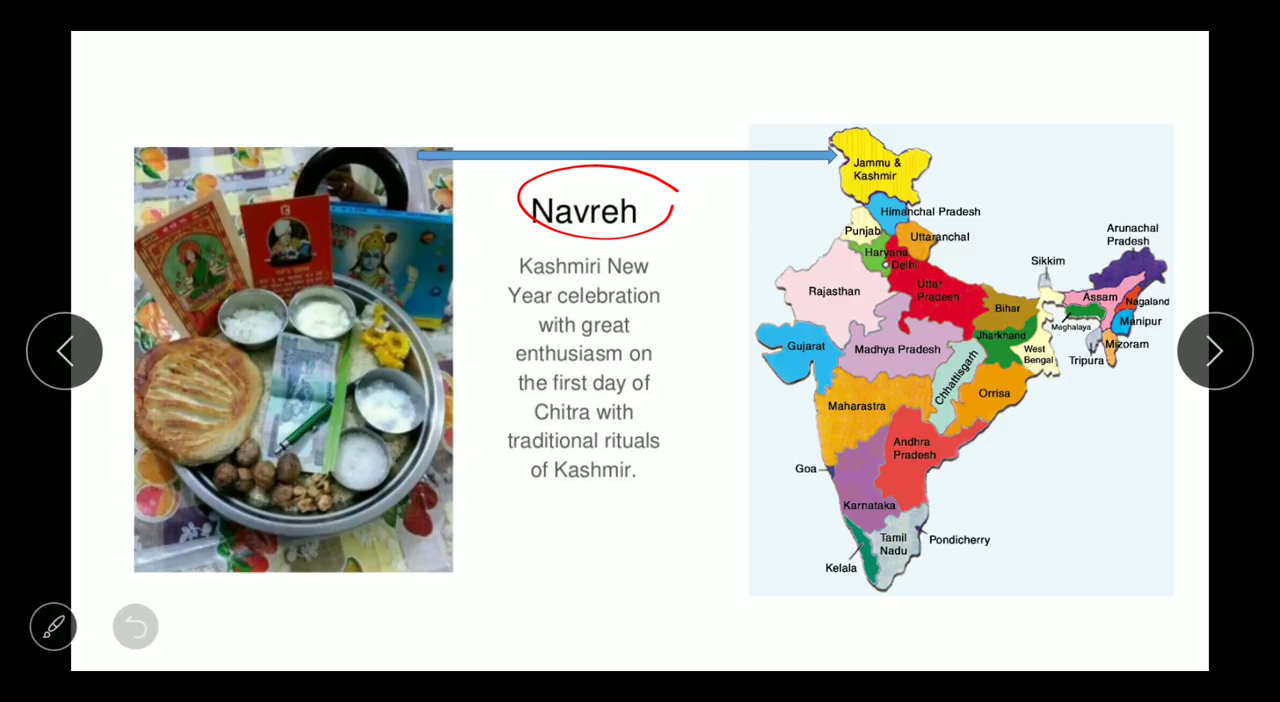 Navreh
Kashmiri New
Year celebration
with great
enthusiasm on
the first day of
Chitra with
traditional rituals
of Kashmir.
Jammu &
Kashmir
Himanchal Pradesh
Punjab
Uttaranchal
Haryana
Delhi
Arunachal
Pradesh
Sikkim
Rajasthan
Uttar
Pradesh
Bihar
Assam
Nagaland
Meghalaya
Manipur
Jharkhand
Gujarat
Madhya Pradesh
West
Bengal
Tripura
Mizoram
Chhattisgarh
Orrisa
Maharastra
Andhra
Pradesh
Goa
Karnataka
Tamil
Nadu
Pondicherry
Kelala